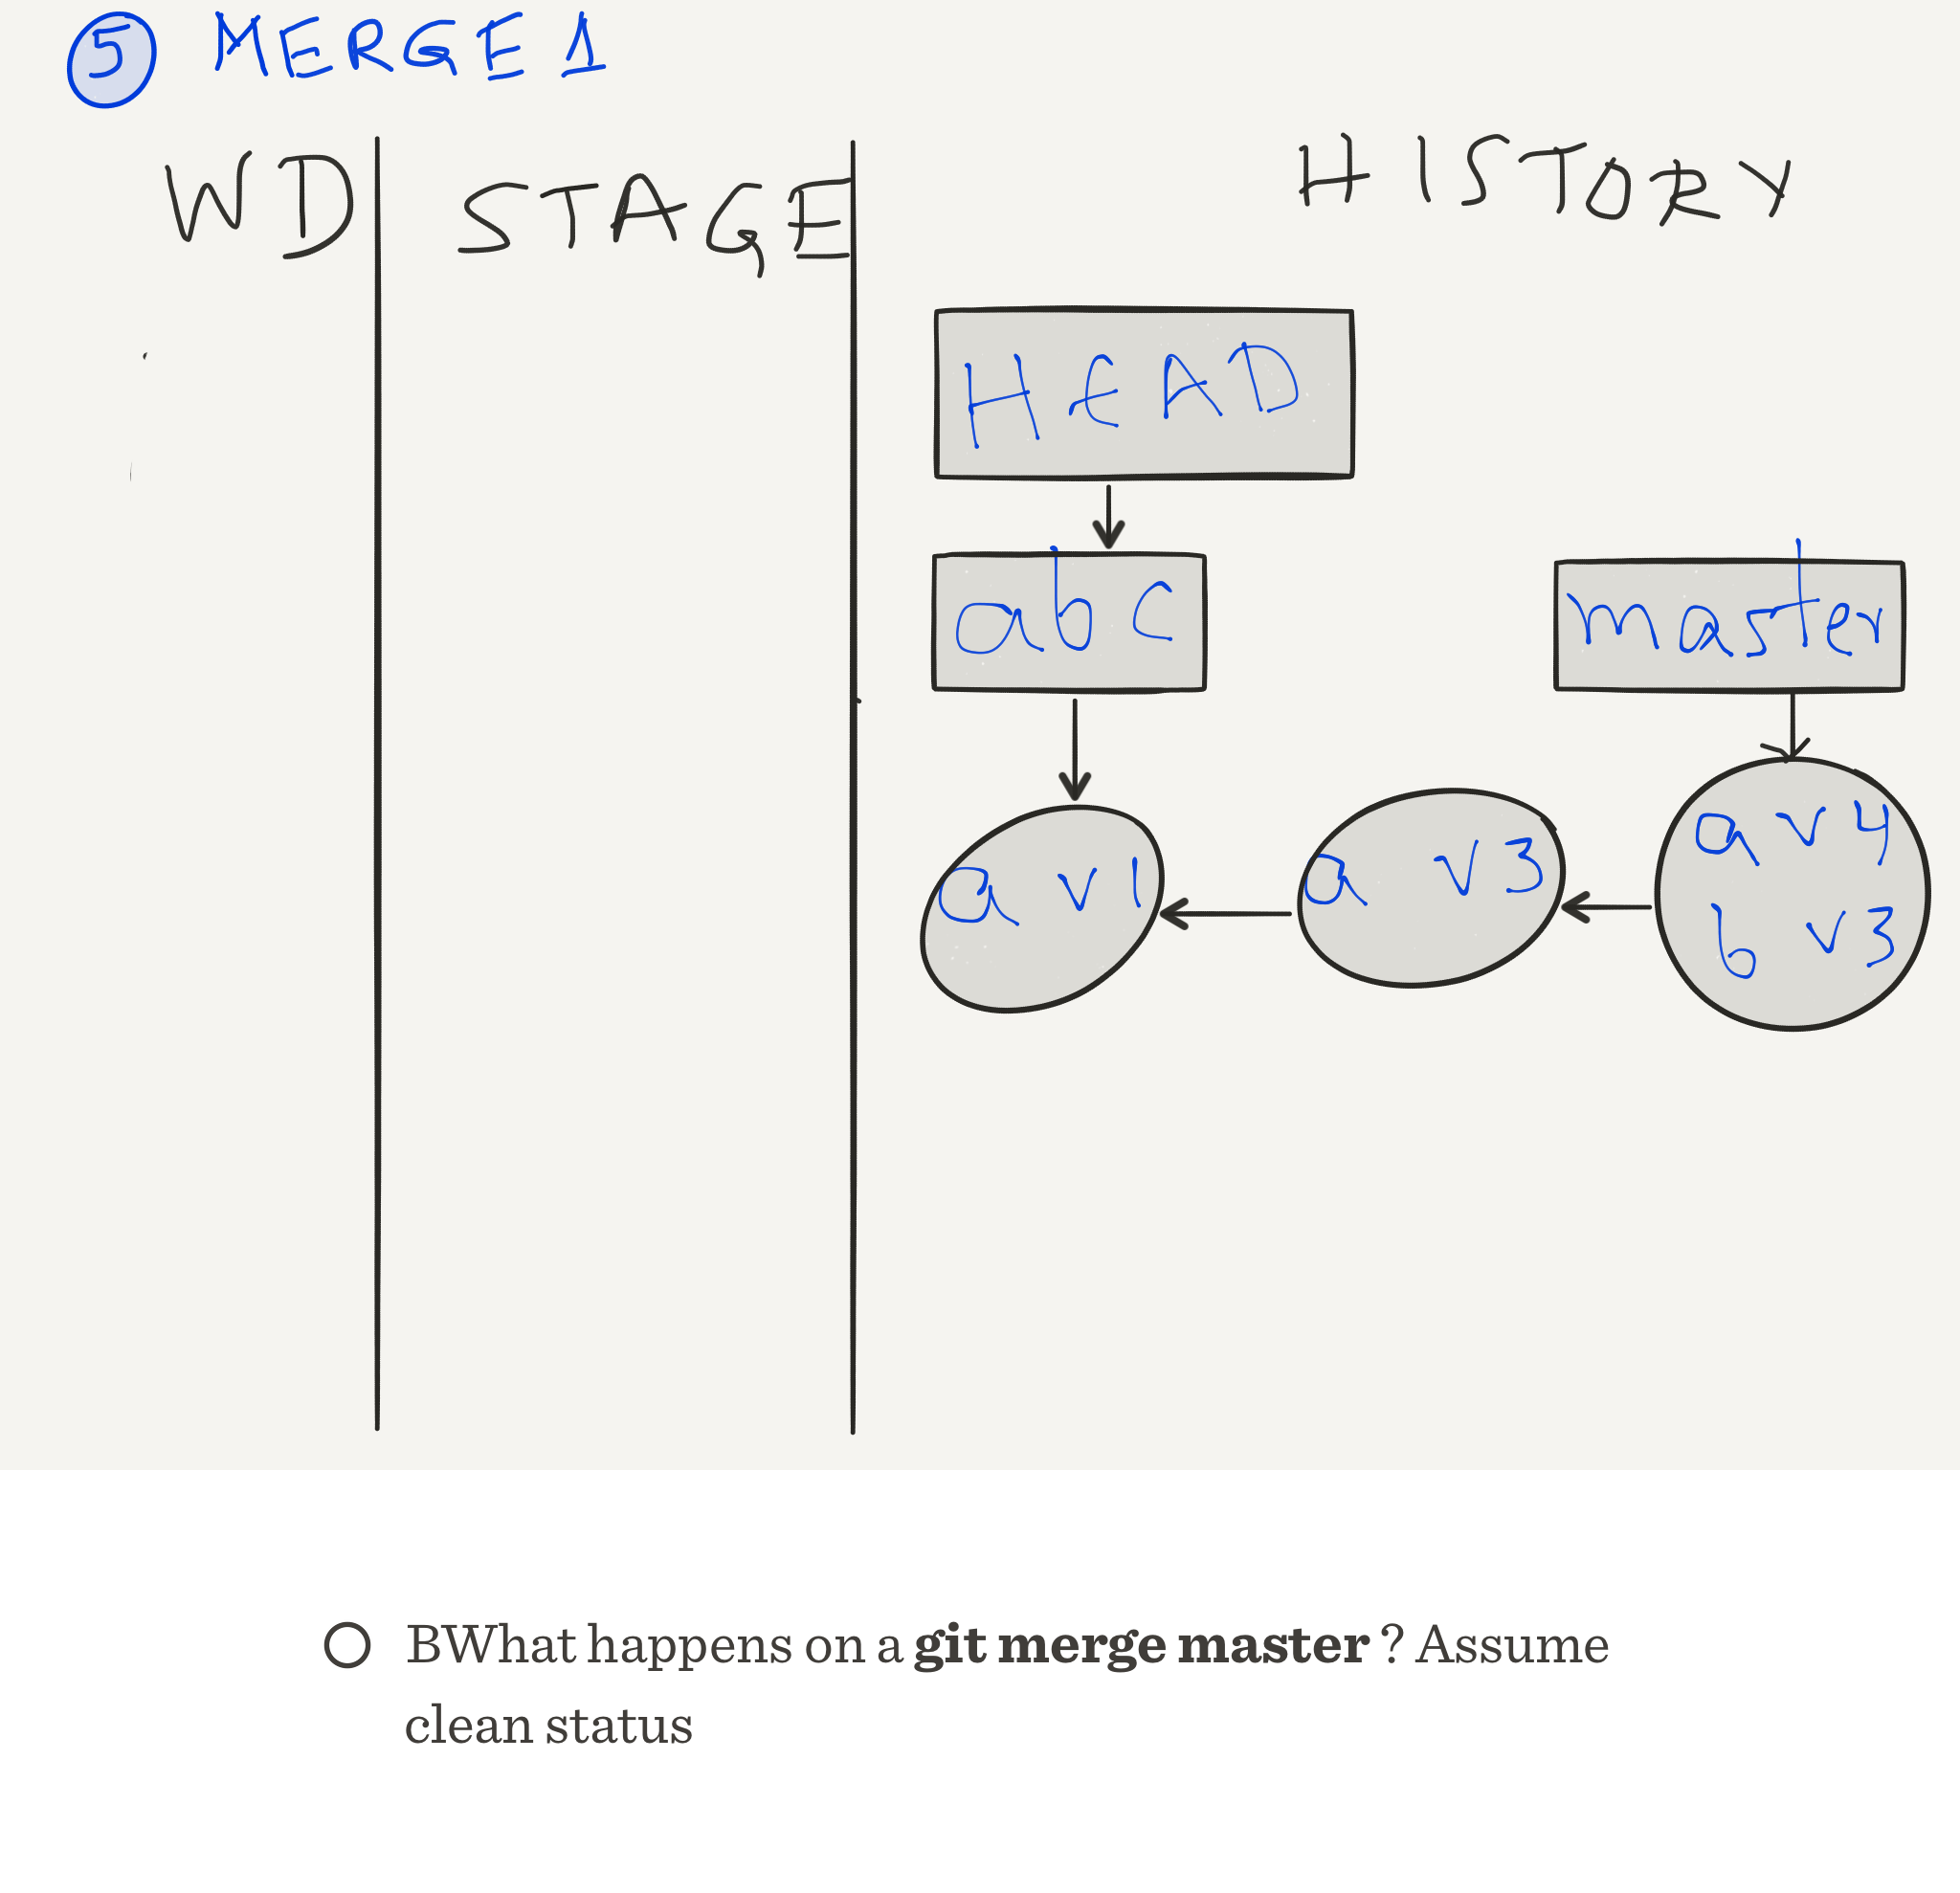 5 MERGE 1
WD STAGE HISTORY
HEAD
abc master
a v1 a v3 a v4
b v3
BWhat happens on a git merge master ? Assume
clean status